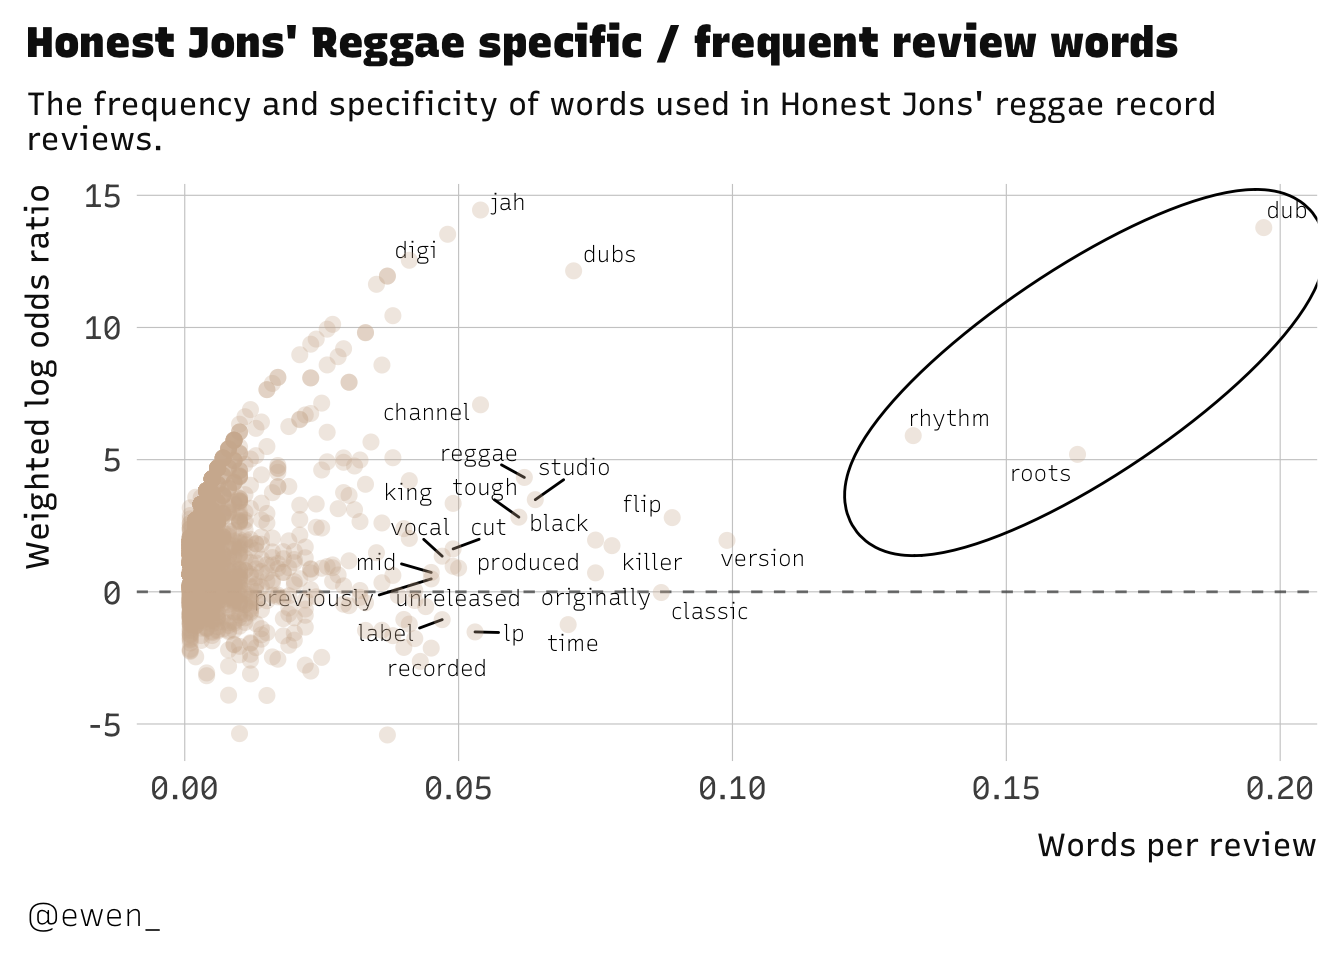 Honest Jons' Reggae specific / frequent review words
The frequency and specificity of words used in Honest Jons' reggae record
reviews.
Weighted log odds ratio
15
10
5
0
-5
jah
digi
dubs
dub
channel
rhythm
reggae
studio
roots
king
tough
flip
vocal
cut
black
mid
produced
killer
version
previously
unreleased
originally
classic
label
lp
time
recorded
0.00
0.05
0.10
0.15
0.20
Words per review
@ewen_